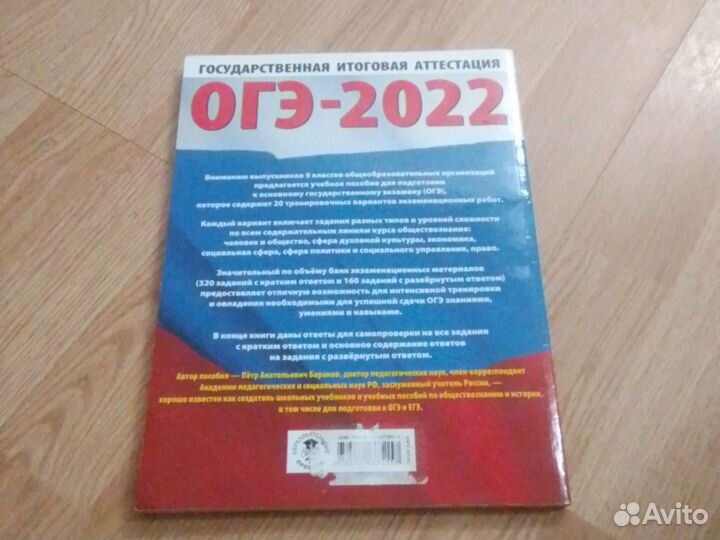 ГОСУДАРСТВЕННАЯ ИТОГОВАЯ АТТЕСТАЦИЯ
ОГЭ-2022
Вниманию выпускников 9 классов общеобразовательных организаций
предлагается учебное пособие для подготовки
к основному государственному экзамену (ОГЭ),
которое содержит 20 тренировочных вариантов экзаменационных работ.
Каждый вариант включает задания разных типов и уровней сложности
по всем содержательным линиям курса обществознания:
человек и общество, сфера духовной культуры, экономика,
социальная сфера, сфера политики и социального управления, право.
Значительный по объёму банк экзаменационных материалов
(320 заданий с кратким ответом и 160 заданий с развёрнутым ответом)
предоставляет отличную возможность для интенсивной тренировки
и овладения необходимыми для успешной сдачи ОГЭ знаниями,
умениями и навыками.
В конце книги даны ответы для самопроверки на все задания
с кратким ответом и основное содержание ответов
на задания с развёрнутым ответом.
Автор пособия — Пётр Анатольевич Баранов, доктор педагогических наук, член-корреспондент
Академии педагогических и социальных наук РФ, заслуженный учитель России, —
хорошо известен как создатель школьных учебников и учебных пособий по обществознанию и истории,
в том числе для подготовки к ОГЭ и ЕГЭ.
ISBN
Avito